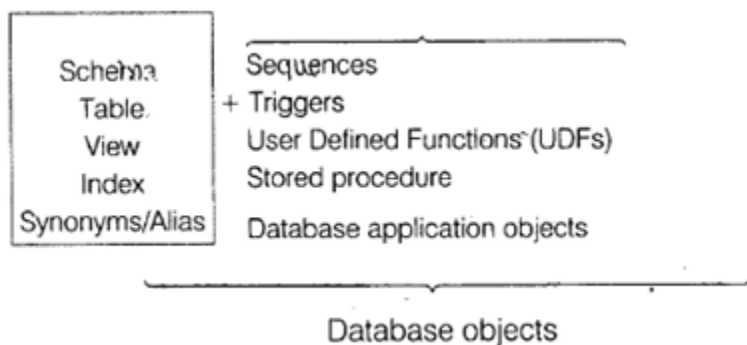 Schema
Table
View
Index
Synonyms/Alias
+
Sequences
Triggers
User Defined Functions (UDFs)
Stored procedure
Database application objects
Database objects